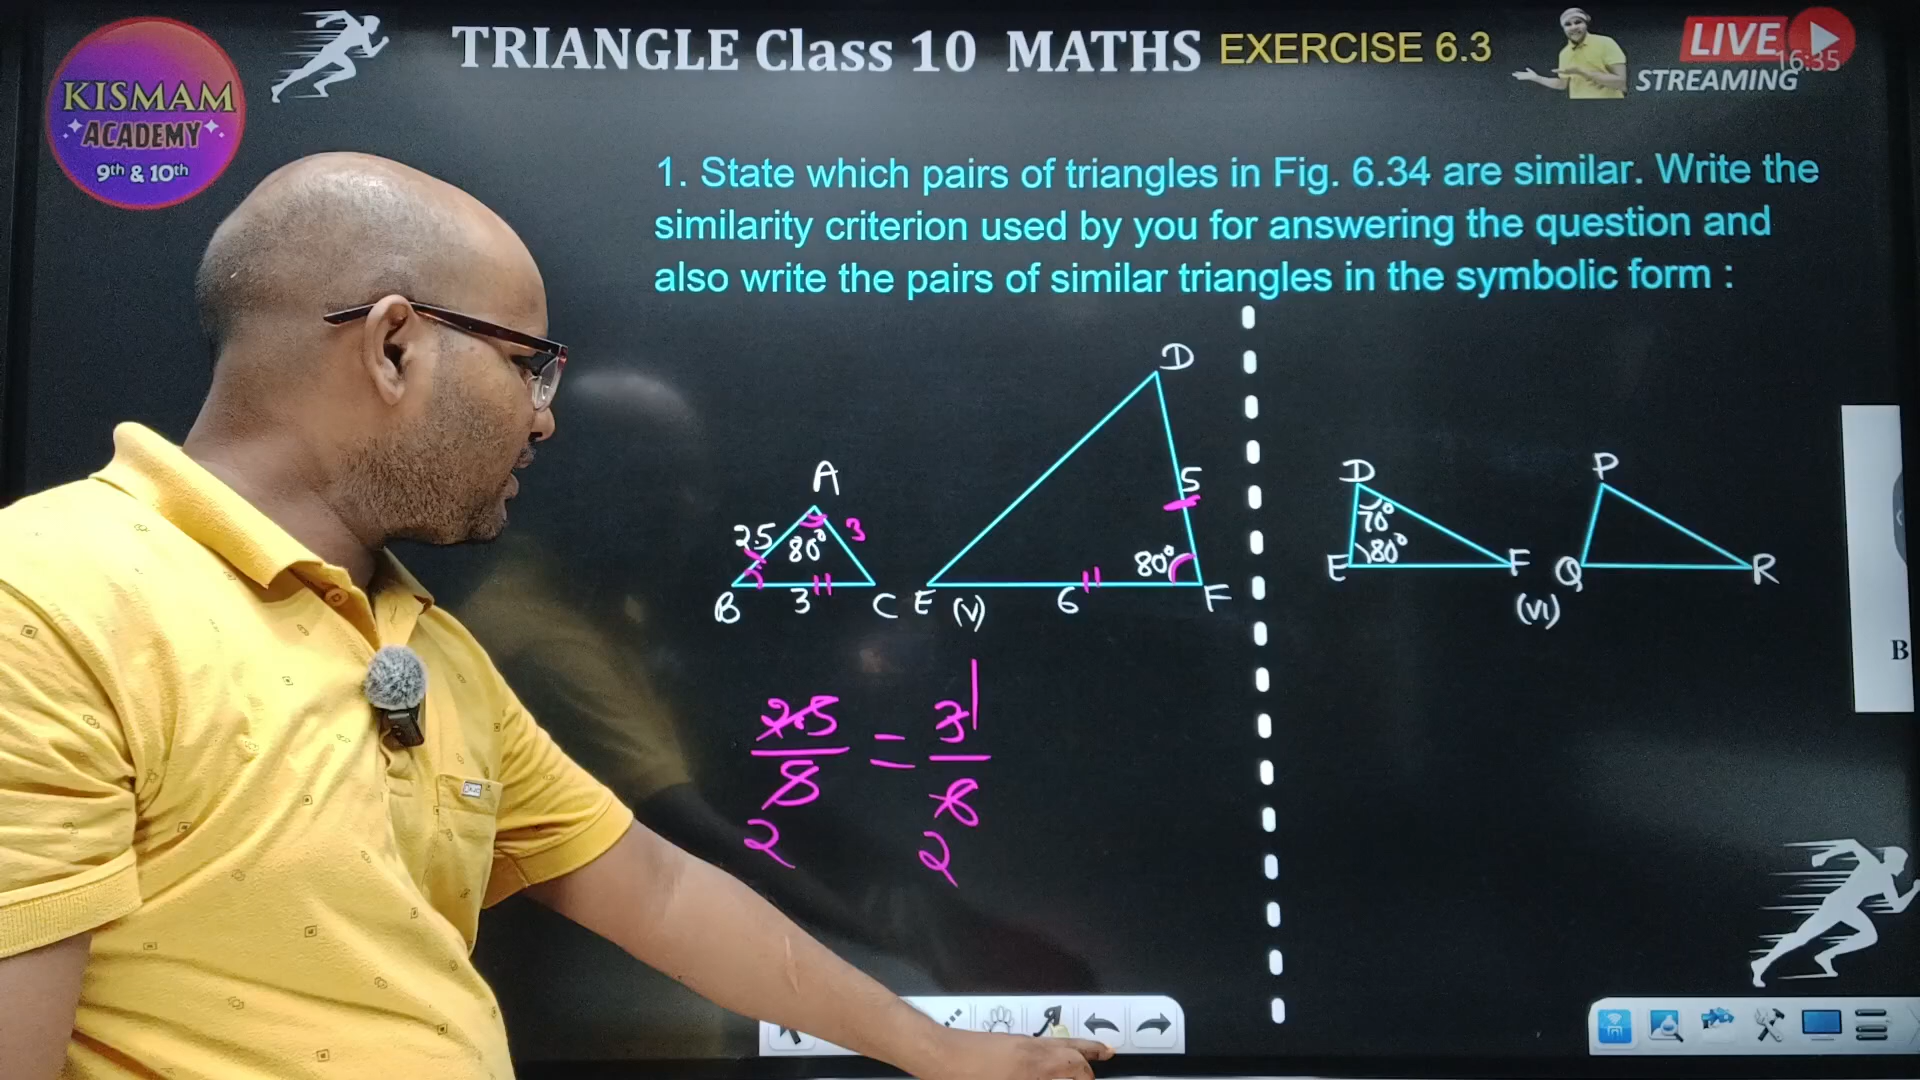 KISMAM
ACADEMY
9th & 10th
TRIANGLE Class 10 MATHS EXERCISE 6.3
LIVE
16:35
STREAMING
1. State which pairs of triangles in Fig. 6.34 are similar. Write the
similarity criterion used by you for answering the question and
also write the pairs of similar triangles in the symbolic form :
D
A
2.5
80°
3
B
3
C
E
(V)
6
80°
5
F
D
70°
80°
E
F
(VI)
P
Q
R
B
2.5/5 = 3/6
2 2
1